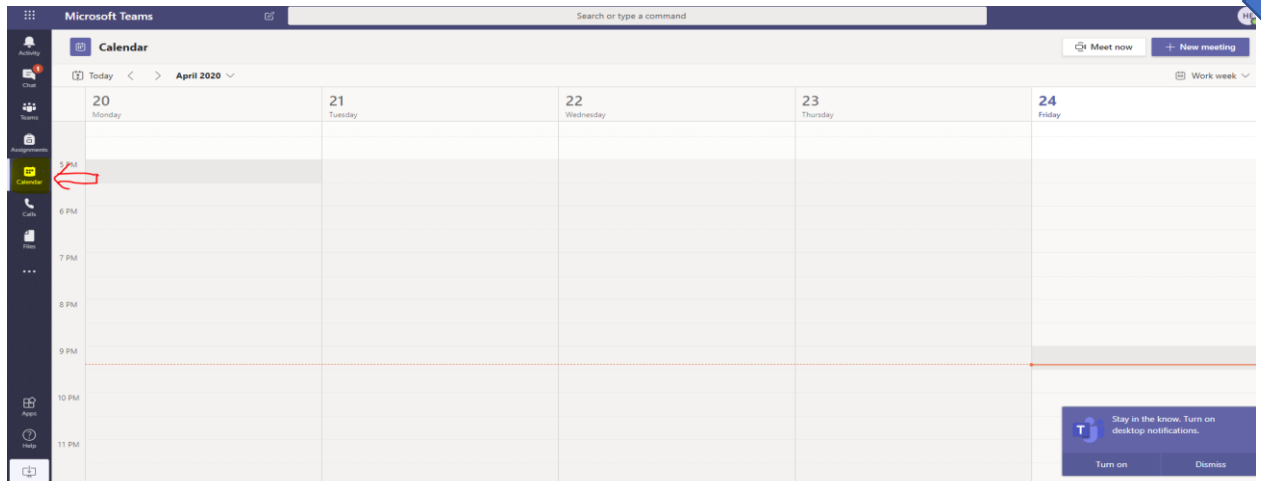 Microsoft Teams
Search or type a command
HE
Activity
Calendar
Meet now
+ New meeting
1
Chat
Today < > April 2020
Work week
Teams
20
Monday
21
Tuesday
22
Wednesday
23
Thursday
24
Friday
Assignments
5 PM
Calendar
Calls
6 PM
Files
7 PM
8 PM
9 PM
Apps
10 PM
Stay in the know. Turn on
desktop notifications.
T
Help
11 PM
Turn on
Dismiss